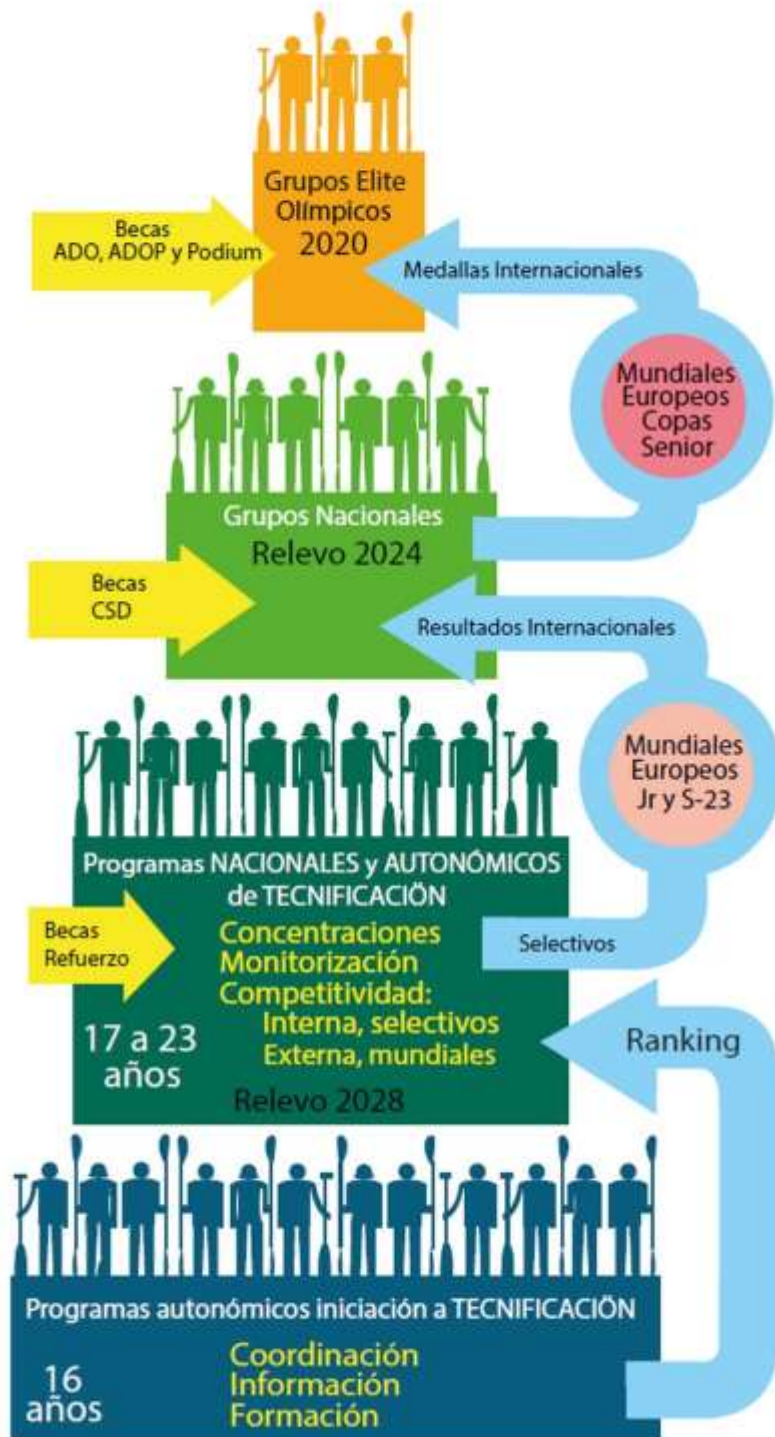 Grupos Elite
Olímpicos
2020
Becas
ADO, ADOP y Podium
Medallas Internacionales
Mundiales
Europeos
Copas
Senior
Grupos Nacionales
Relevo 2024
Becas
CSD
Resultados Internacionales
Mundiales
Europeos
Jr y S-23
Programas NACIONALES y AUTONÓMICOS
de TECNIFICACIÖN
Becas
Refuerzo
Concentraciones
Monitorización
Competitividad:
Interna, selectivos
Externa, mundiales
17 a 23
años
Relevo 2028
Selectivos
Ranking
Programas autonómicos iniciación a TECNIFICACIÖN
16
años
Coordinación
Información
Formación